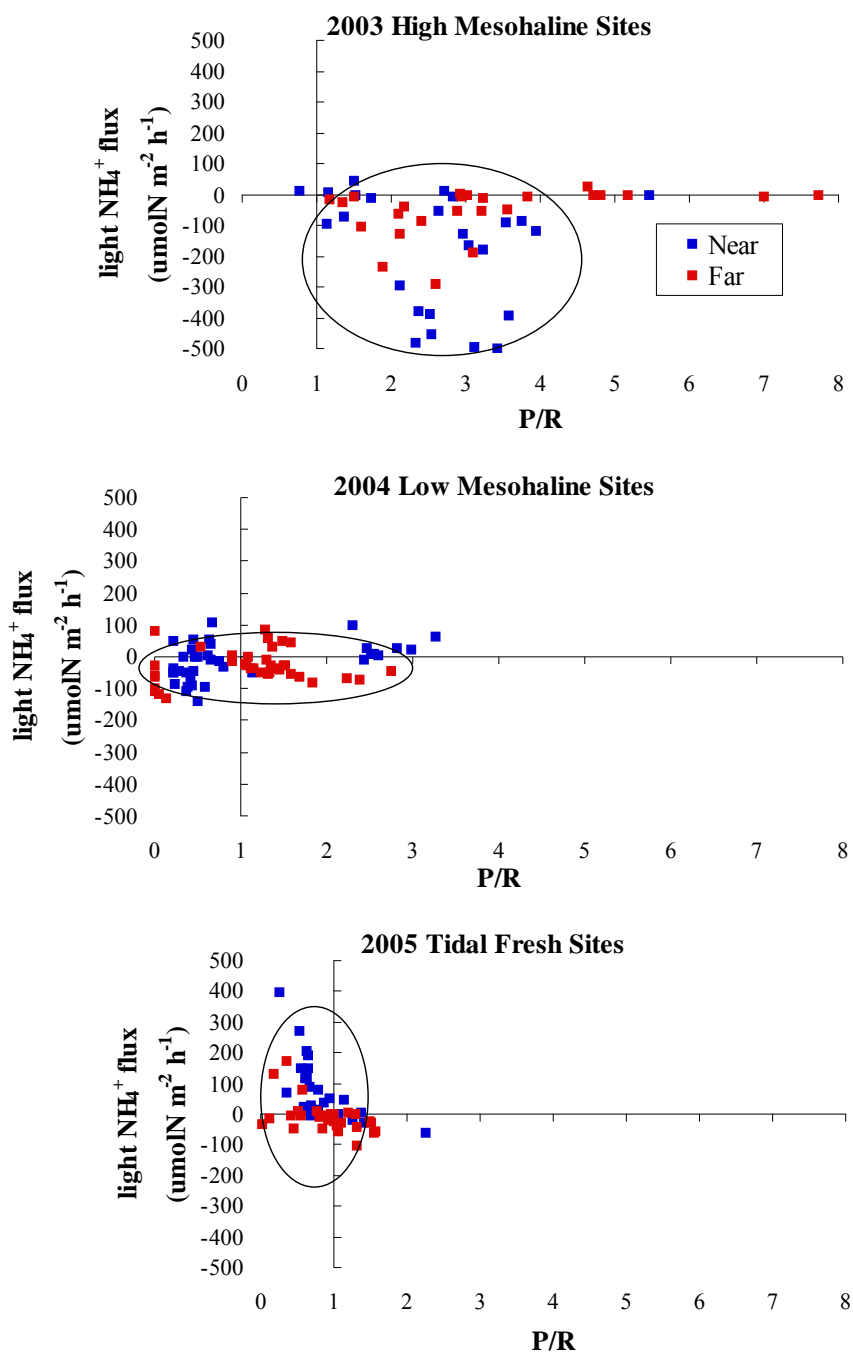 2003 High Mesohaline Sites
500
400
300
200
100
0
-100
-200
-300
-400
-500
light NH₄⁺ flux
(umolN m⁻² h⁻¹)
Near
Far
0 1 2 3 4 5 6 7 8
P/R
2004 Low Mesohaline Sites
500
400
300
200
100
0
-100
-200
-300
-400
-500
light NH₄⁺ flux
(umolN m⁻² h⁻¹)
0 1 2 3 4 5 6 7 8
P/R
2005 Tidal Fresh Sites
500
400
300
200
100
0
-100
-200
-300
-400
-500
light NH₄⁺ flux
(umolN m⁻² h⁻¹)
0 1 2 3 4 5 6 7 8
P/R